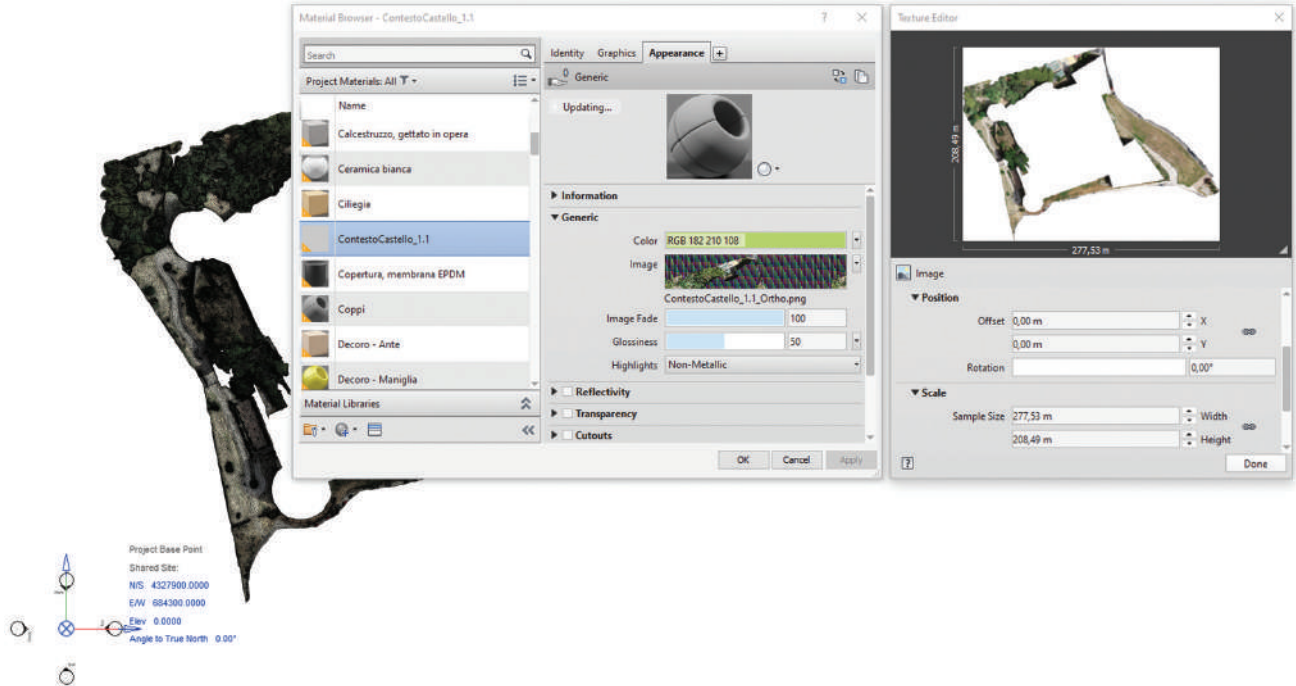 Material Browser - ContestoCastello_1.1
?
Search
Project Materials: All
Name
Calcestruzzo, gettato in opera
Ceramica bianca
Ciliegia
ContestoCastello_1.1
Copertura, membrana EPDM
Coppi
Decoro - Ante
Decoro - Maniglia
Material Libraries
Identity
Graphics
Appearance
0
Generic
Updating...
Information
Generic
Color
RGB 182 210 108
Image
ContestoCastello_1.1_Ortho.png
Image Fade
100
Glossiness
50
Highlights
Non-Metallic
Reflectivity
Transparency
Cutouts
OK
Cancel
Apply
Texture Editor
208,49 m
277,53 m
Image
Position
Offset
0,00 m
X
0,00 m
Y
Rotation
0,00°
Scale
Sample Size
277,53 m
Width
208,49 m
Height
?
Done
Project Base Point
Shared Site:
N/S 4327900.0000
E/W 684300.0000
Elev 0.0000
Angle to True North 0.00°